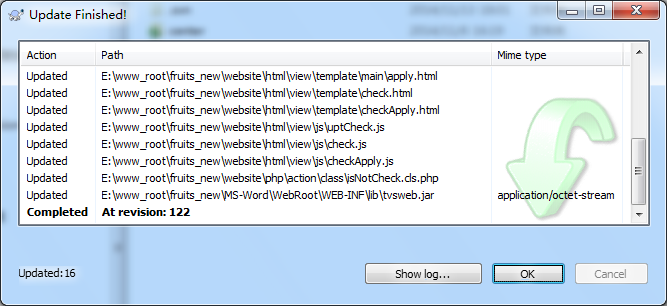 Update Finished!
Action Path Mime type
Updated E:\www_root\fruits_new\website\html\view\template\main\apply.html
Updated E:\www_root\fruits_new\website\html\view\template\check.html
Updated E:\www_root\fruits_new\website\html\view\template\checkApply.html
Updated E:\www_root\fruits_new\website\html\view\js\uptCheck.js
Updated E:\www_root\fruits_new\website\html\view\js\check.js
Updated E:\www_root\fruits_new\website\html\view\js\checkApply.js
Updated E:\www_root\fruits_new\website\php\action\class\isNotCheck.cls.php
Updated E:\www_root\fruits_new\MS-Word\WebRoot\WEB-INF\lib\tvsweb.jar application/octet-stream
Completed At revision: 122
Updated:16
Show log... OK Cancel